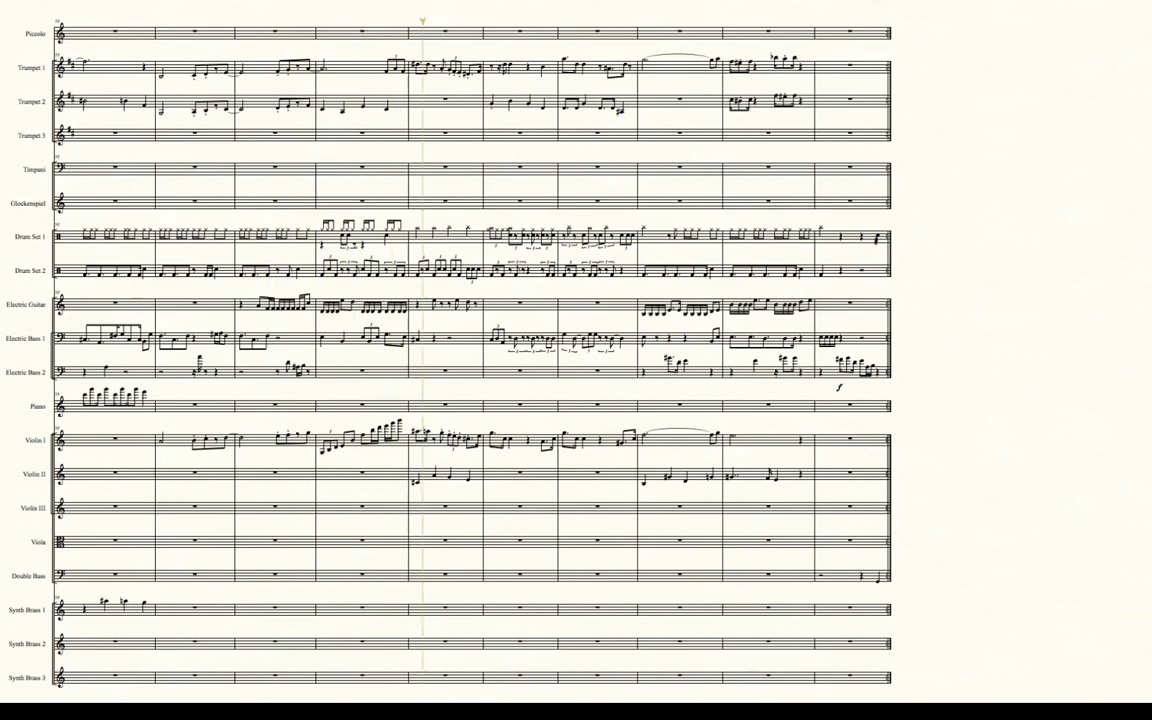 Piccolo
Trumpet 1
Trumpet 2
Trumpet 3
Timpani
Glockenspiel
Drum Set 1
Drum Set 2
Electric Guitar
Electric Bass 1
Electric Bass 2
f
Piano
Violin I
Violin II
Violin III
Viola
Double Bass
Synth Brass 1
Synth Brass 2
Synth Brass 3